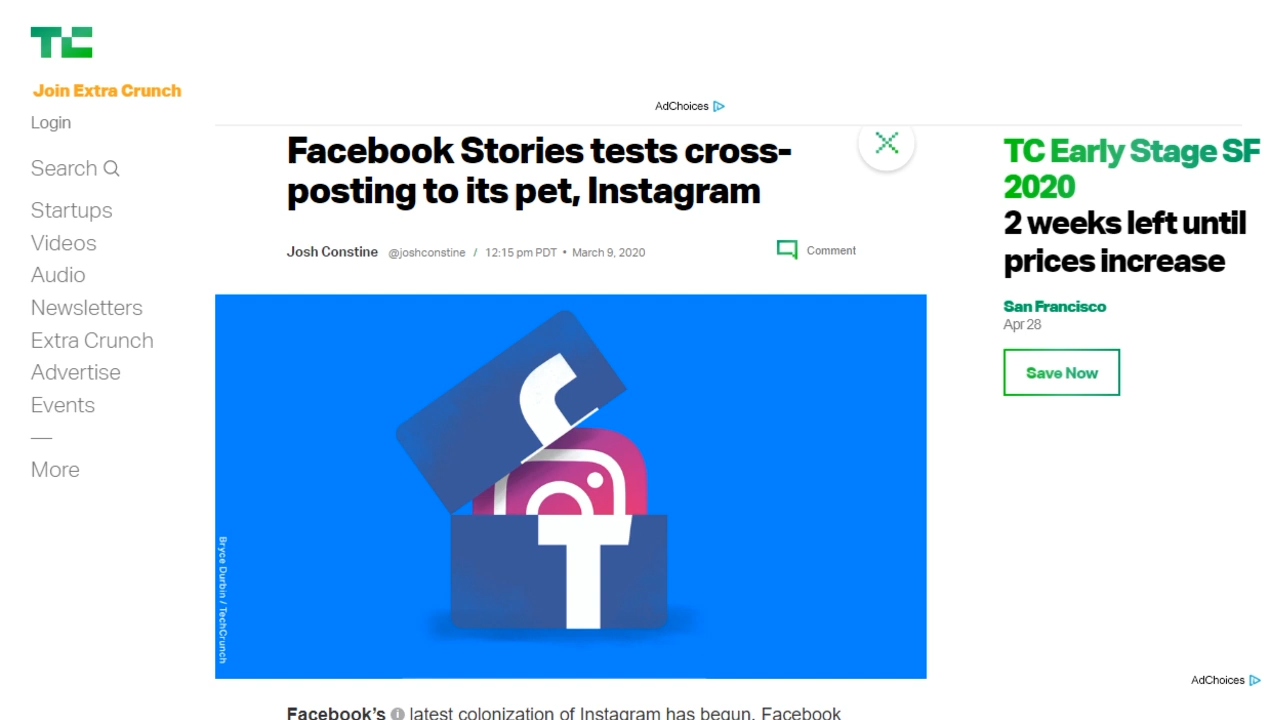 TC
Join Extra Crunch
Login
Search
Startups
Videos
Audio
Newsletters
Extra Crunch
Advertise
Events
—
More
AdChoices
Facebook Stories tests cross-
posting to its pet, Instagram
Josh Constine @joshconstine / 12:15 pm PDT • March 9, 2020
Comment
f
Bryce Durbin / TechCrunch
Facebook's latest colonization of Instagram has begun. Facebook
TC Early Stage SF
2020
2 weeks left until
prices increase
San Francisco
Apr 28
Save Now
AdChoices